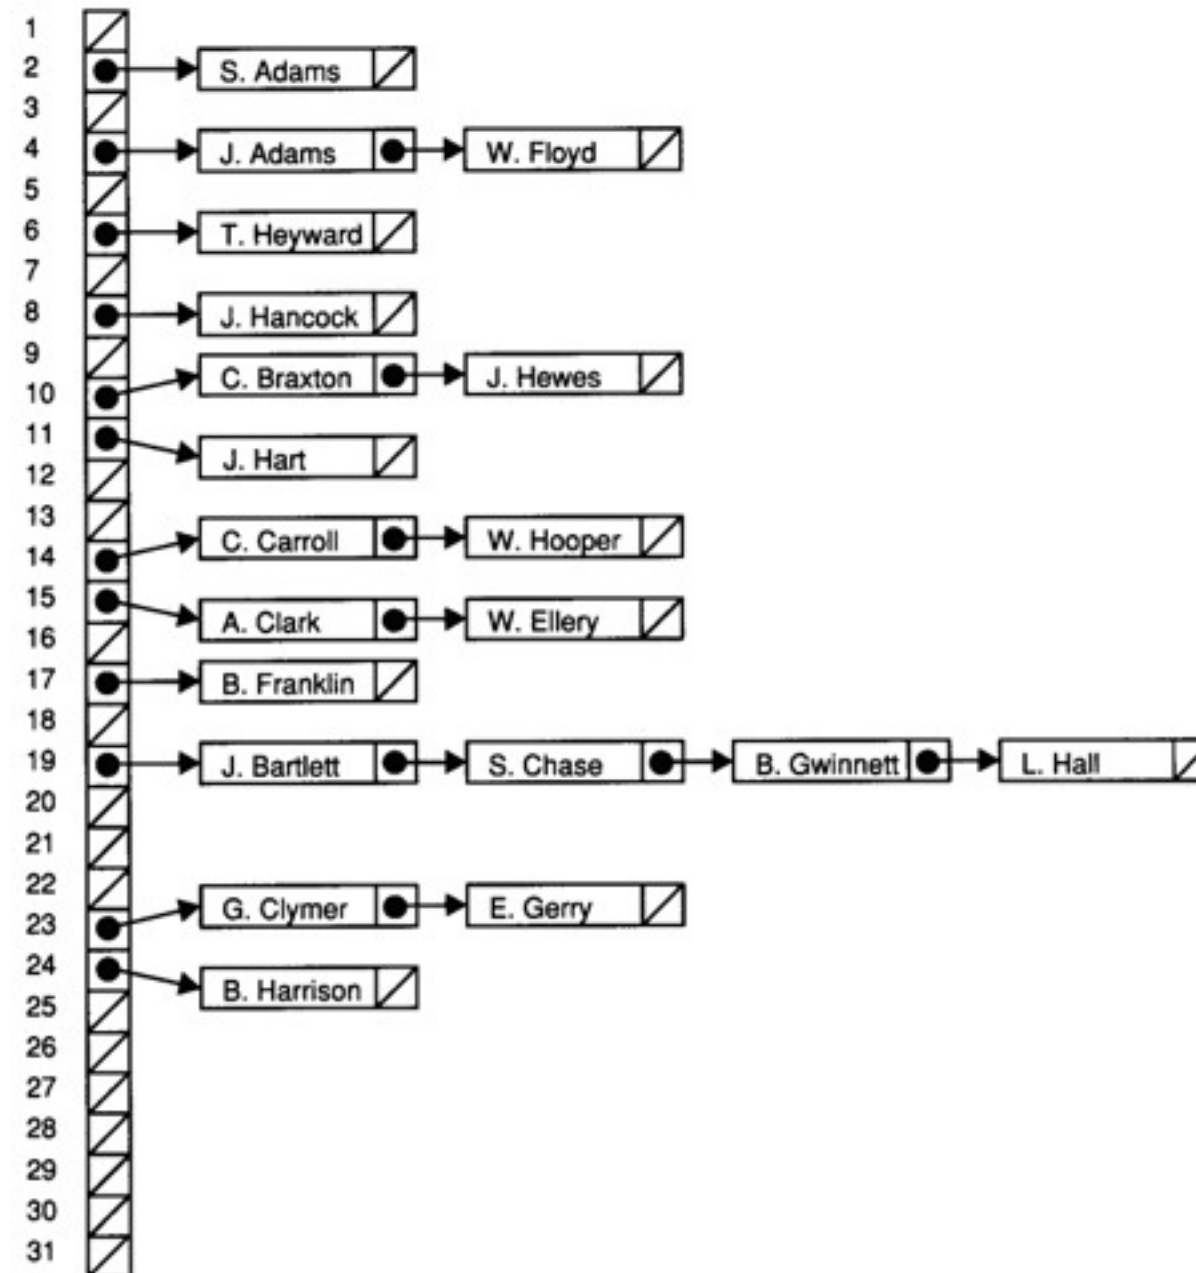 1
2 S. Adams
3
4 J. Adams W. Floyd
5
6 T. Heyward
7
8 J. Hancock
9
C. Braxton J. Hewes
10
11
J. Hart
12
13
C. Carroll W. Hooper
14
15
A. Clark W. Ellery
16
17 B. Franklin
18
19 J. Bartlett S. Chase B. Gwinnett L. Hall
20
21
22
G. Clymer E. Gerry
23
24
B. Harrison
25
26
27
28
29
30
31